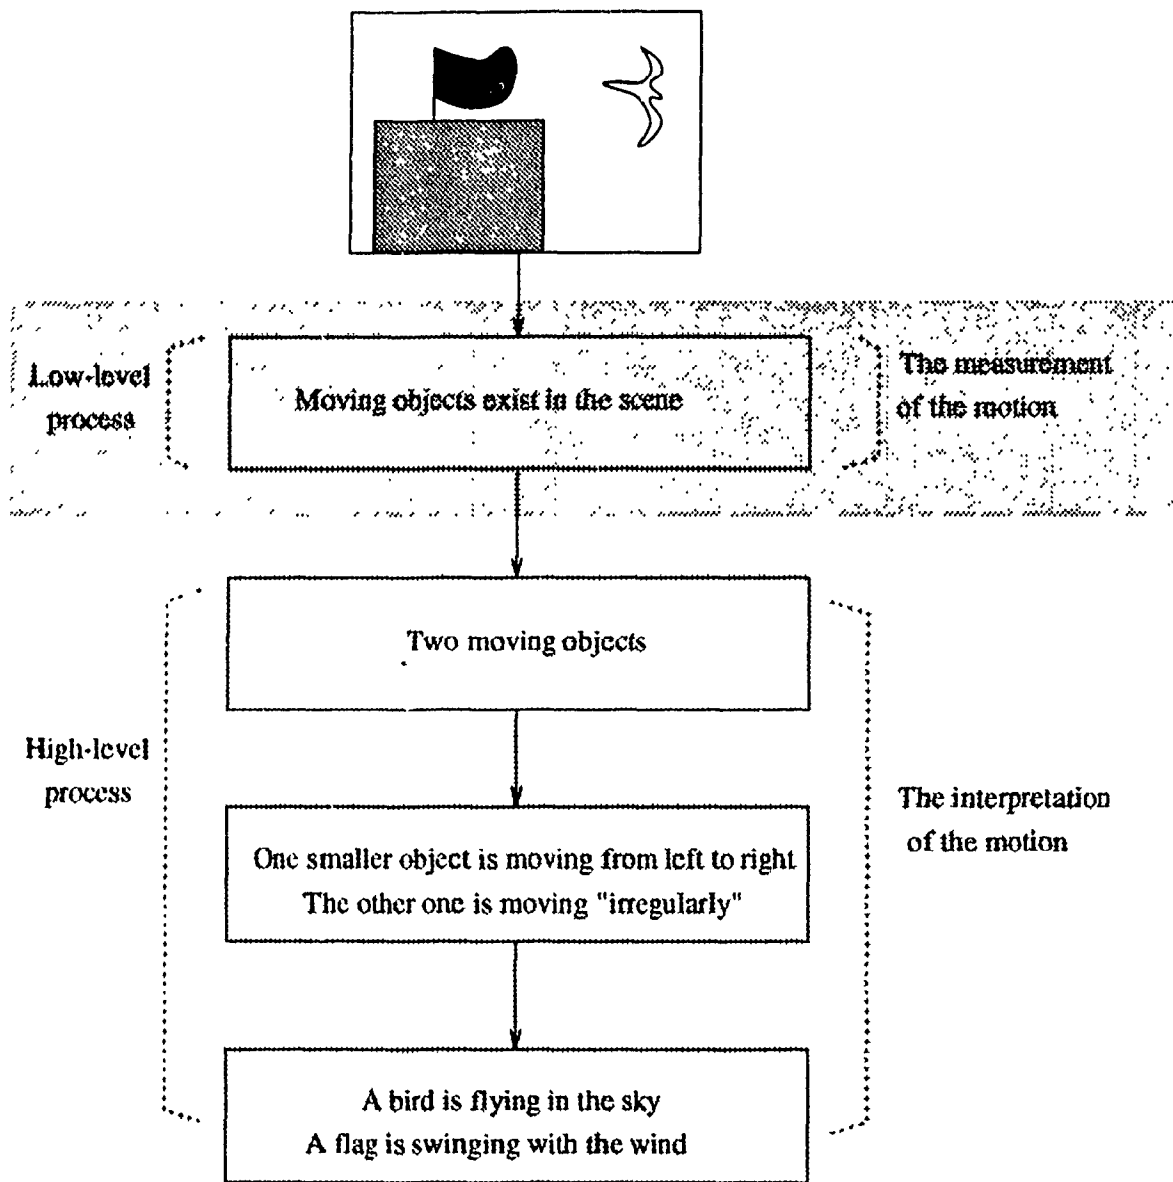 Low-level
process
Moving objects exist in the scene
The measurement
of the motion
Two moving objects
High-level
process
One smaller object is moving from left to right
The other one is moving "irregularly"
The interpretation
of the motion
A bird is flying in the sky
A flag is swinging with the wind